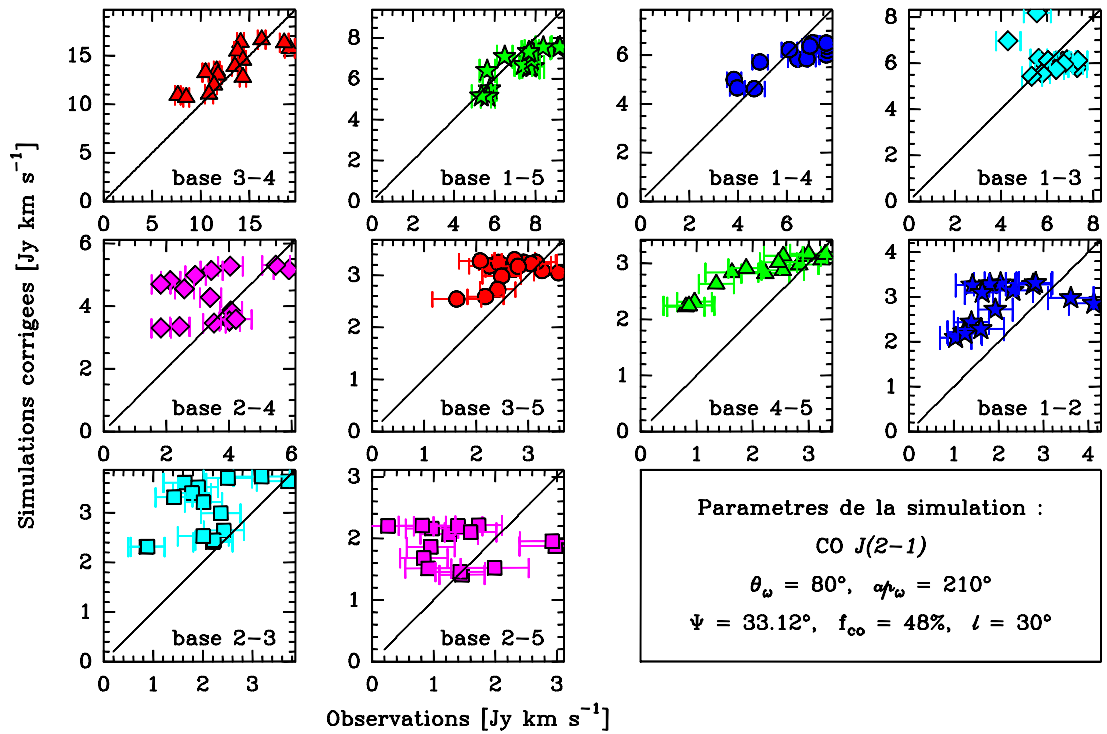 Simulations corrigees [Jy km s⁻¹]
15
10
5
0
base 3-4
0 5 10 15
8
6
4
2
0
base 1-5
0 2 4 6 8
8
6
4
2
0
base 1-4
0 2 4 6
8
6
4
2
0
base 1-3
0 2 4 6 8
6
4
2
0
base 2-4
0 2 4 6
3
2
1
0
base 3-5
0 1 2 3
3
2
1
0
base 4-5
0 1 2 3
4
3
2
1
0
base 1-2
0 1 2 3 4
3
2
1
0
base 2-3
0 1 2 3
3
2
1
0
base 2-5
0 1 2 3
Parametres de la simulation :
CO J(2-1)
θω = 80°, apω = 210°
Ψ = 33.12°, fco = 48%, l = 30°
Observations [Jy km s⁻¹]